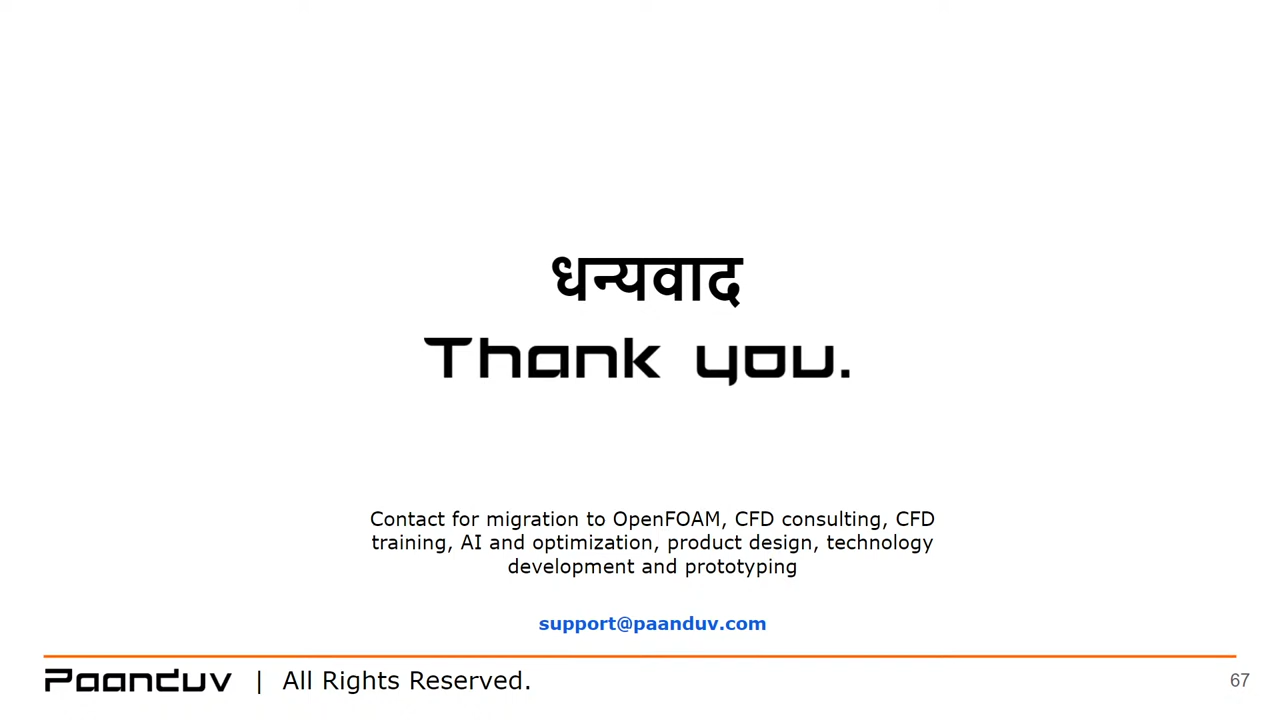 धन्यवाद
Thank you.
Contact for migration to OpenFOAM, CFD consulting, CFD
training, AI and optimization, product design, technology
development and prototyping
support@paanduv.com
Paanduv | All Rights Reserved.
67